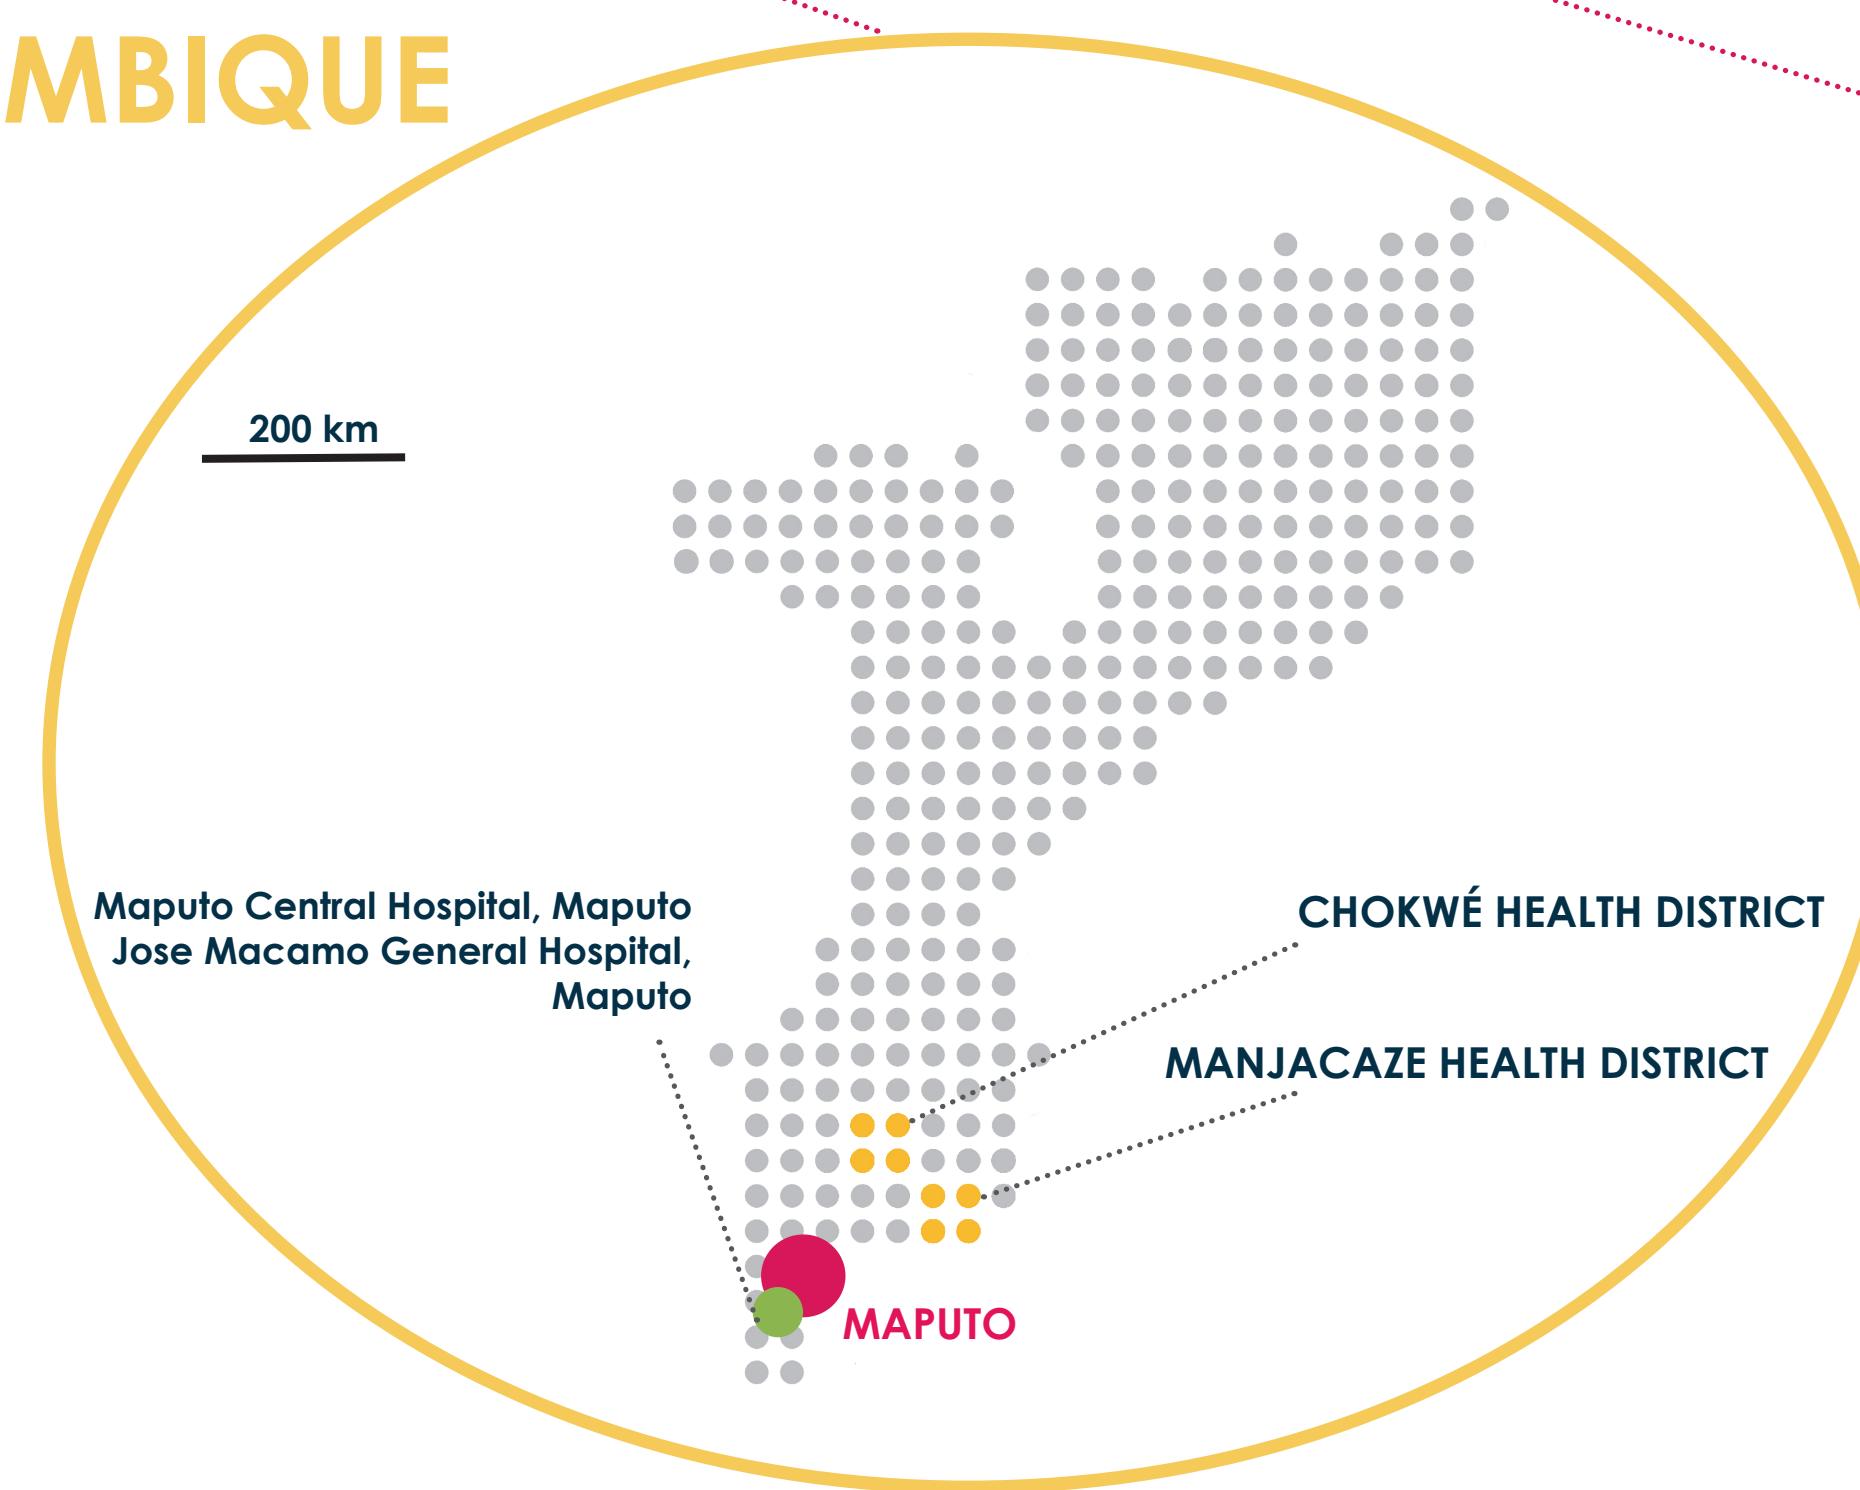 MBIQUE
200 km
Maputo Central Hospital, Maputo
Jose Macamo General Hospital,
Maputo
CHOKWÉ HEALTH DISTRICT
MANJACAZE HEALTH DISTRICT
MAPUTO